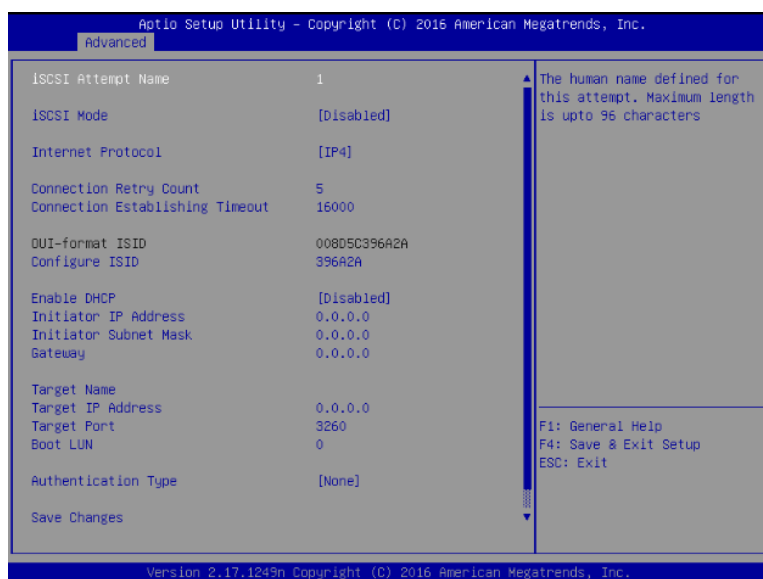 Aptio Setup Utility – Copyright (C) 2016 American Megatrends, Inc.
Advanced
iSCSI Attempt Name 1
iSCSI Mode [Disabled]
Internet Protocol [IP4]
Connection Retry Count 5
Connection Establishing Timeout 16000
OUI-format ISID 008D5C396A2A
Configure ISID 396A2A
Enable DHCP [Disabled]
Initiator IP Address 0.0.0.0
Initiator Subnet Mask 0.0.0.0
Gateway 0.0.0.0
Target Name
Target IP Address 0.0.0.0
Target Port 3260
Boot LUN 0
Authentication Type [None]
Save Changes
The human name defined for
this attempt. Maximum length
is upto 96 characters
F1: General Help
F4: Save & Exit Setup
ESC: Exit
Version 2.17.1249n Copyright (C) 2016 American Megatrends, Inc.